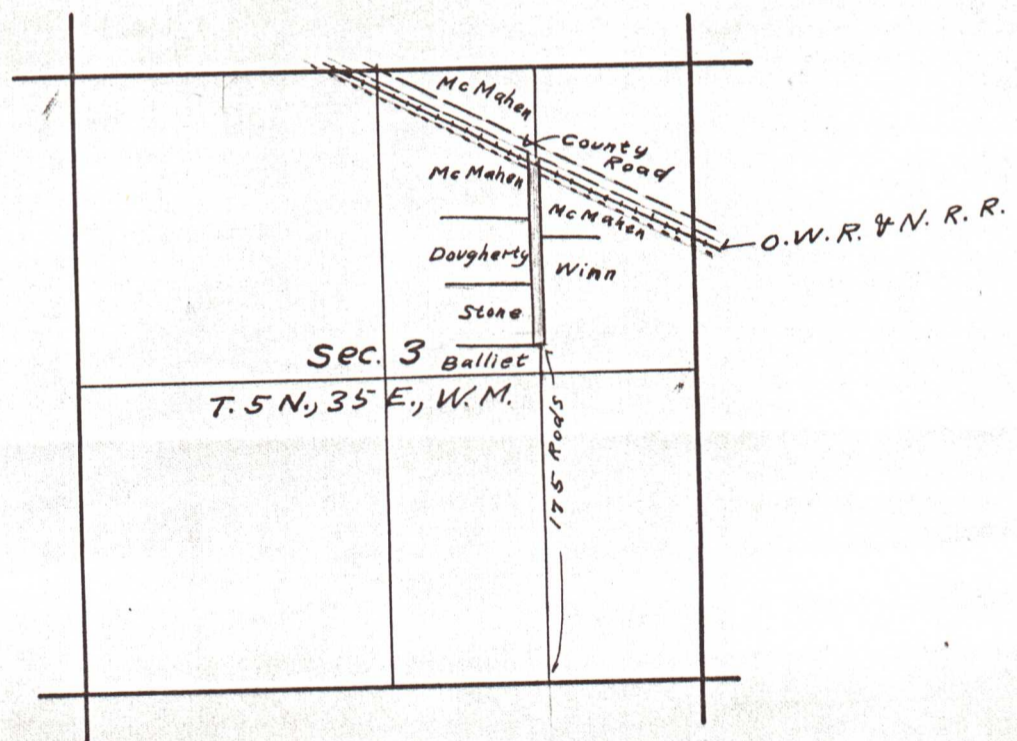 McMahen
County
Road
McMahen
McMahen
O.W.R. & N. R. R.
Dougherty
Winn
Stone
Sec. 3
Balliet
T. 5 N., 35 E., W. M.
175 Rods